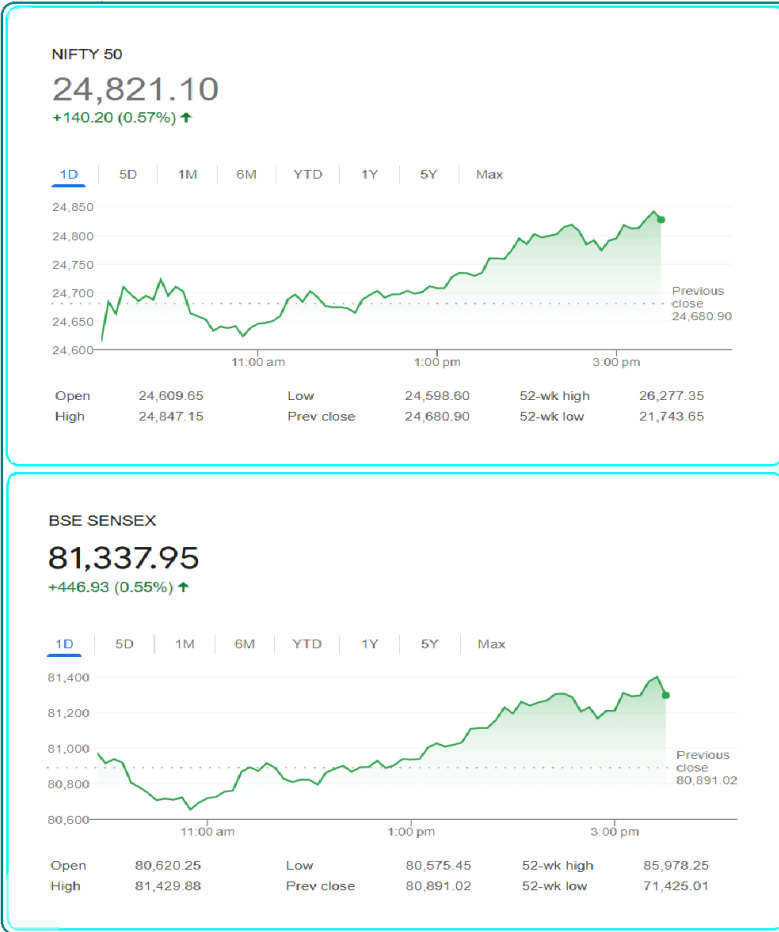 NIFTY 50
24,821.10
+140.20 (0.57%) ↑
1D 5D 1M 6M YTD 1Y 5Y Max
24,850
24,800
24,750
24,700
24,650
24,600
Previous
close
24,680.90
11:00 am 1:00 pm 3:00 pm
Open 24,609.65 Low 24,598.60 52-wk high 26,277.35
High 24,847.15 Prev close 24,680.90 52-wk low 21,743.65
BSE SENSEX
81,337.95
+446.93 (0.55%) ↑
1D 5D 1M 6M YTD 1Y 5Y Max
81,400
81,200
81,000
80,800
80,600
Previous
close
80,891.02
11:00 am 1:00 pm 3:00 pm
Open 80,620.25 Low 80,575.45 52-wk high 85,978.25
High 81,429.88 Prev close 80,891.02 52-wk low 71,425.01